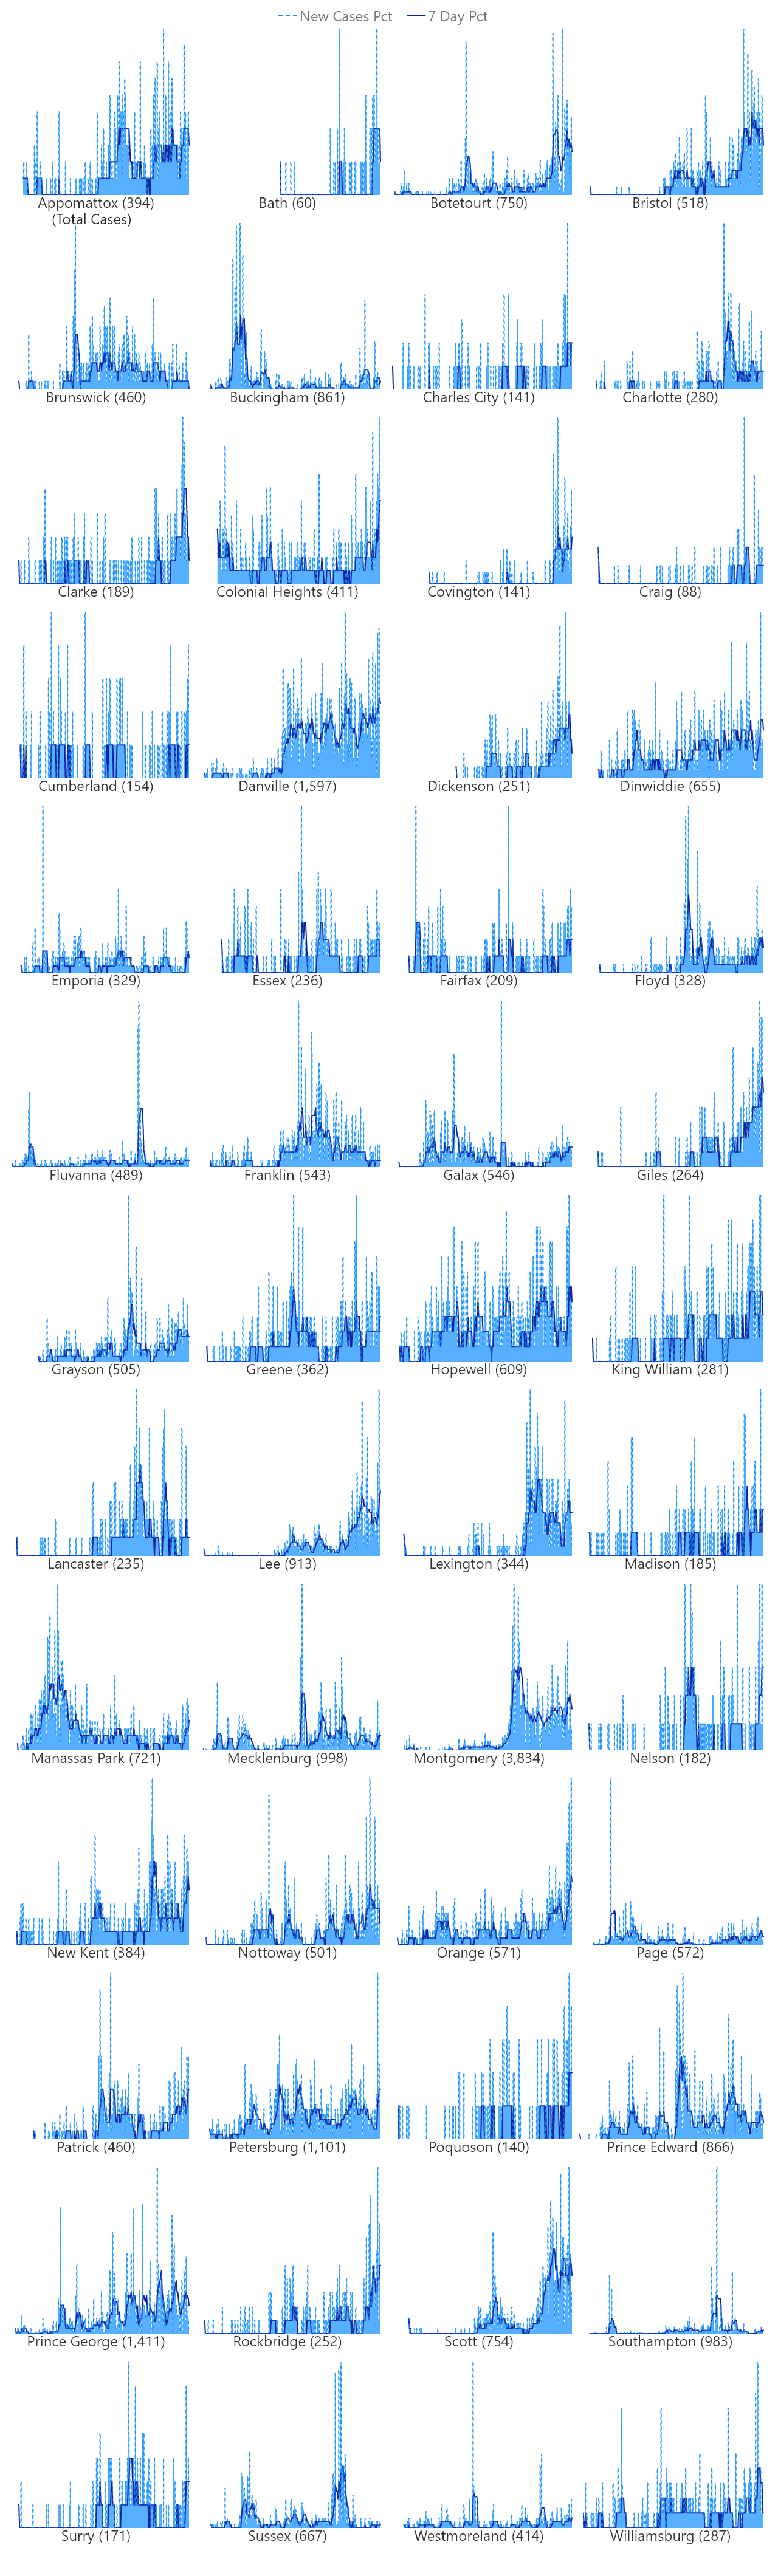 New Cases Pct 7 Day Pct
Appomattox (394) Bath (60) Botetourt (750) Bristol (518)
(Total Cases)
Brunswick (460) Buckingham (861) Charles City (141) Charlotte (280)
Clarke (189) Colonial Heights (411) Covington (141) Craig (88)
Cumberland (154) Danville (1,597) Dickenson (251) Dinwiddie (655)
Emporia (329) Essex (236) Fairfax (209) Floyd (328)
Fluvanna (489) Franklin (543) Galax (546) Giles (264)
Grayson (505) Greene (362) Hopewell (609) King William (281)
Lancaster (235) Lee (913) Lexington (344) Madison (185)
Manassas Park (721) Mecklenburg (998) Montgomery (3,834) Nelson (182)
New Kent (384) Nottoway (501) Orange (571) Page (572)
Patrick (460) Petersburg (1,101) Poquoson (140) Prince Edward (866)
Prince George (1,411) Rockbridge (252) Scott (754) Southampton (983)
Surry (171) Sussex (667) Westmoreland (414) Williamsburg (287)